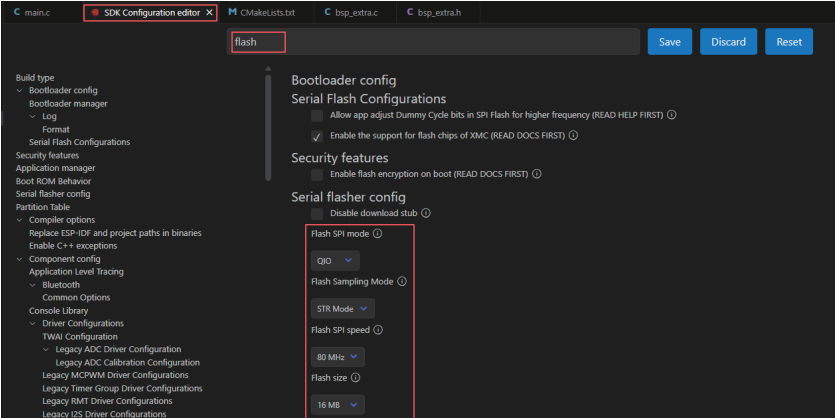 main.c
SDK Configuration editor
CMakeLists.txt
bsp_extra.c
bsp_extra.h
flash
Save
Discard
Reset
Build type
Bootloader config
Bootloader manager
Log
Format
Serial Flash Configurations
Security features
Application manager
Boot ROM Behavior
Serial flasher config
Partition Table
Compiler options
Replace ESP-IDF and project paths in binaries
Enable C++ exceptions
Component config
Application Level Tracing
Bluetooth
Common Options
Console Library
Driver Configurations
TWAI Configuration
Legacy ADC Driver Configuration
Legacy ADC Calibration Configuration
Legacy MCPWM Driver Configurations
Legacy Timer Group Driver Configurations
Legacy RMT Driver Configurations
Legacy I2S Driver Configurations
Bootloader config
Serial Flash Configurations
Allow app adjust Dummy Cycle bits in SPI Flash for higher frequency (READ HELP FIRST)
Enable the support for flash chips of XMC (READ DOCS FIRST)
Security features
Enable flash encryption on boot (READ DOCS FIRST)
Serial flasher config
Disable download stub
Flash SPI mode
QIO
Flash Sampling Mode
STR Mode
Flash SPI speed
80 MHz
Flash size
16 MB